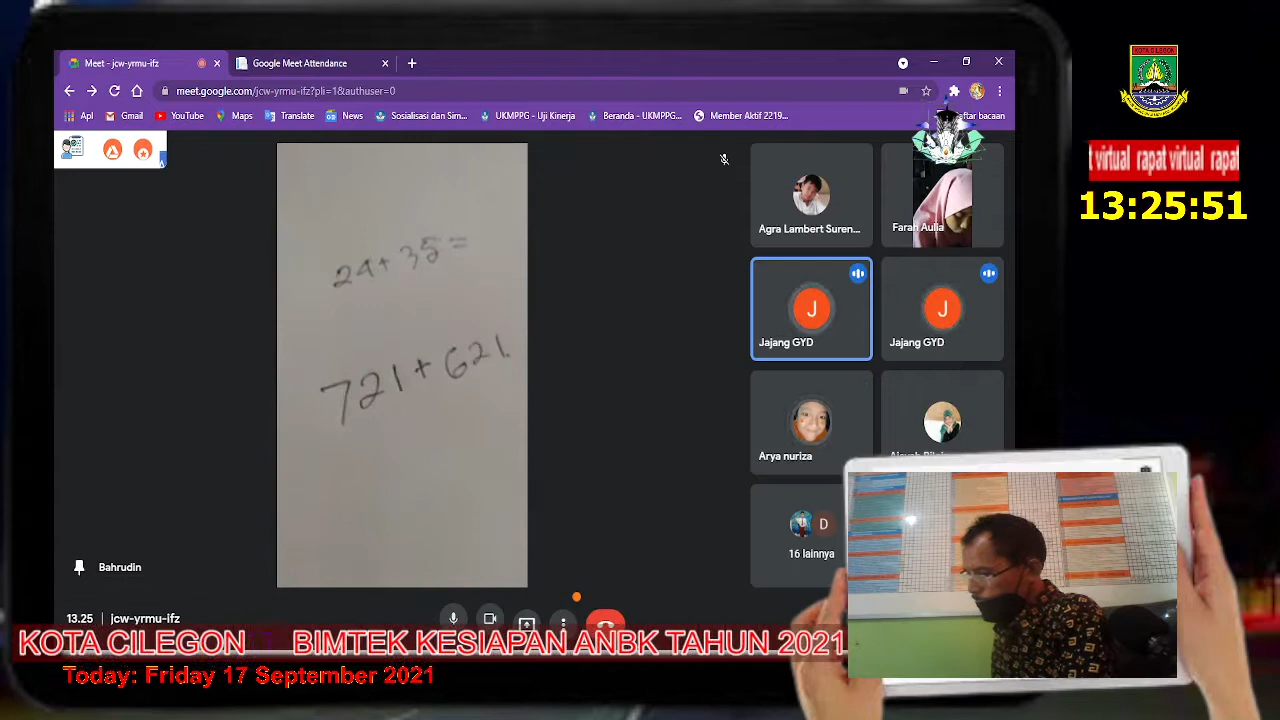 Meet - jcw-yrmu-ifz
Google Meet Attendance
meet.google.com/jcw-yrmu-ifz?pli=1&authuser=0
Apl
Gmail
YouTube
Translate
News
Sosialisasi dan Sim...
UKMPPG - Uji Kinerja
Beranda - UKMPPG...
Member Aktif 2219...
bacaan
KOTA CILEGON
t virtual rapat virtual rapat
13:25:51
24+35=
721+621
Agra Lambert Suren...
Farah Aulia
J
Jajang GYD
J
Jajang GYD
Arya nuriza
D
16 lainnya
Bahrudin
13.25
jcw-yrmu-ifz
KOTA CILEGON BIMTEK KESIAPAN ANBK TAHUN 2021
Today: Friday 17 September 2021